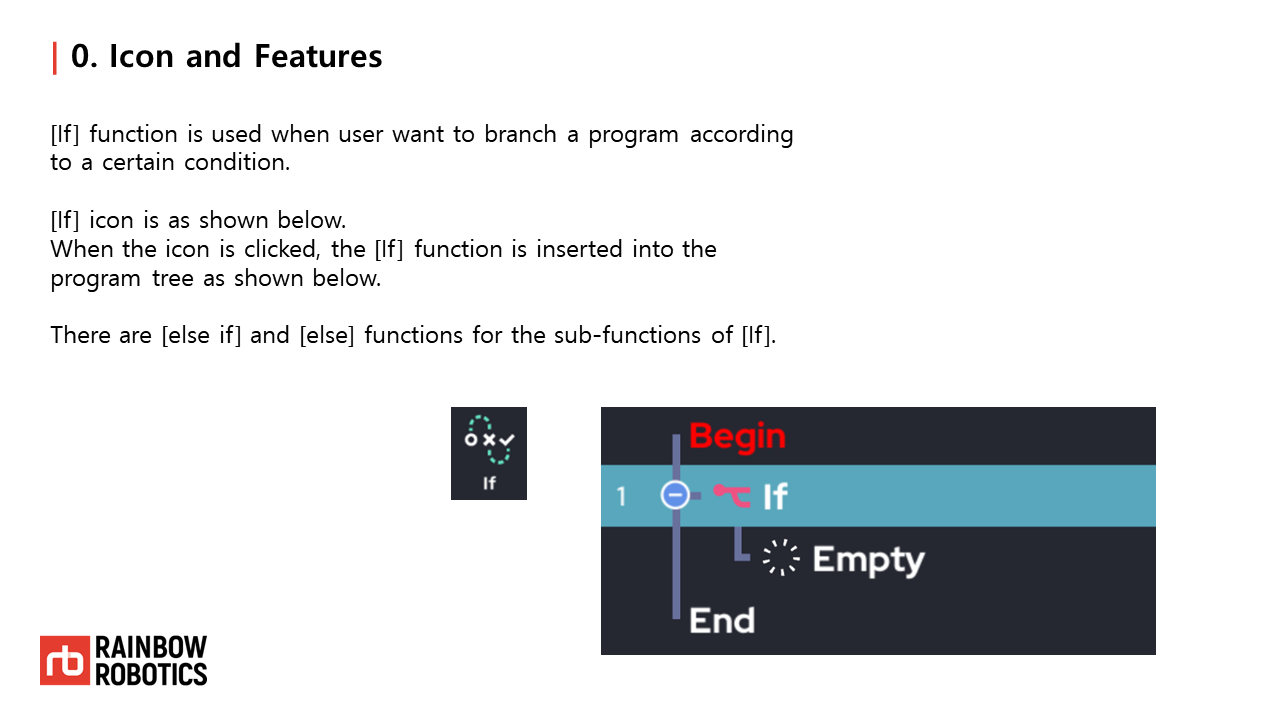 0. Icon and Features
[If] function is used when user want to branch a program according
to a certain condition.
[If] icon is as shown below.
When the icon is clicked, the [If] function is inserted into the
program tree as shown below.
There are [else if] and [else] functions for the sub-functions of [If].
If
Begin
1 If
Empty
End
rb RAINBOW
ROBOTICS